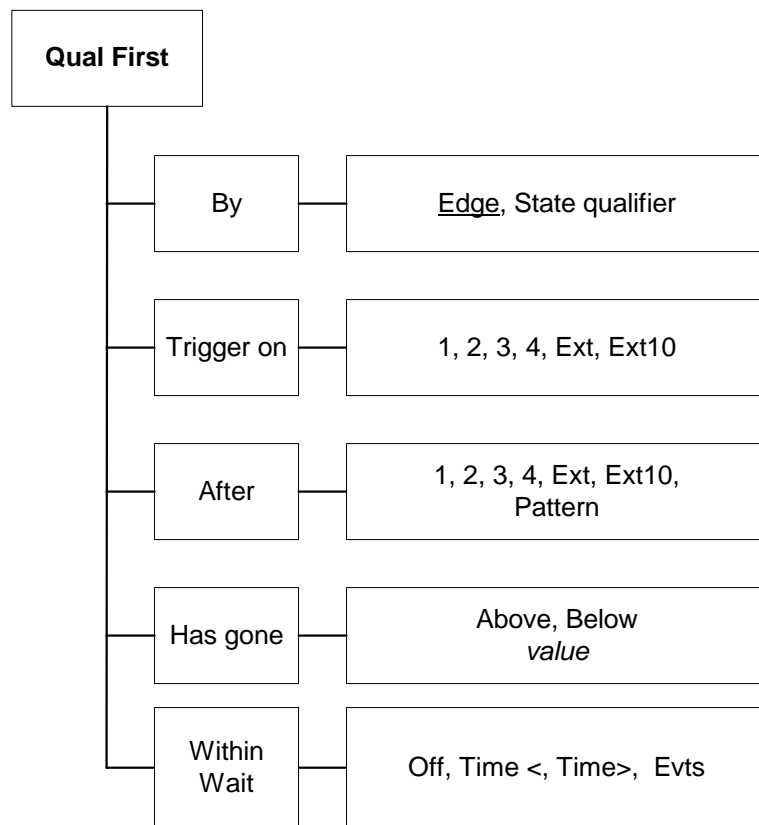 Qual First
By
Edge, State qualifier
Trigger on
1, 2, 3, 4, Ext, Ext10
After
1, 2, 3, 4, Ext, Ext10,
Pattern
Has gone
Above, Below
value
Within
Wait
Off, Time <, Time>,  Evts